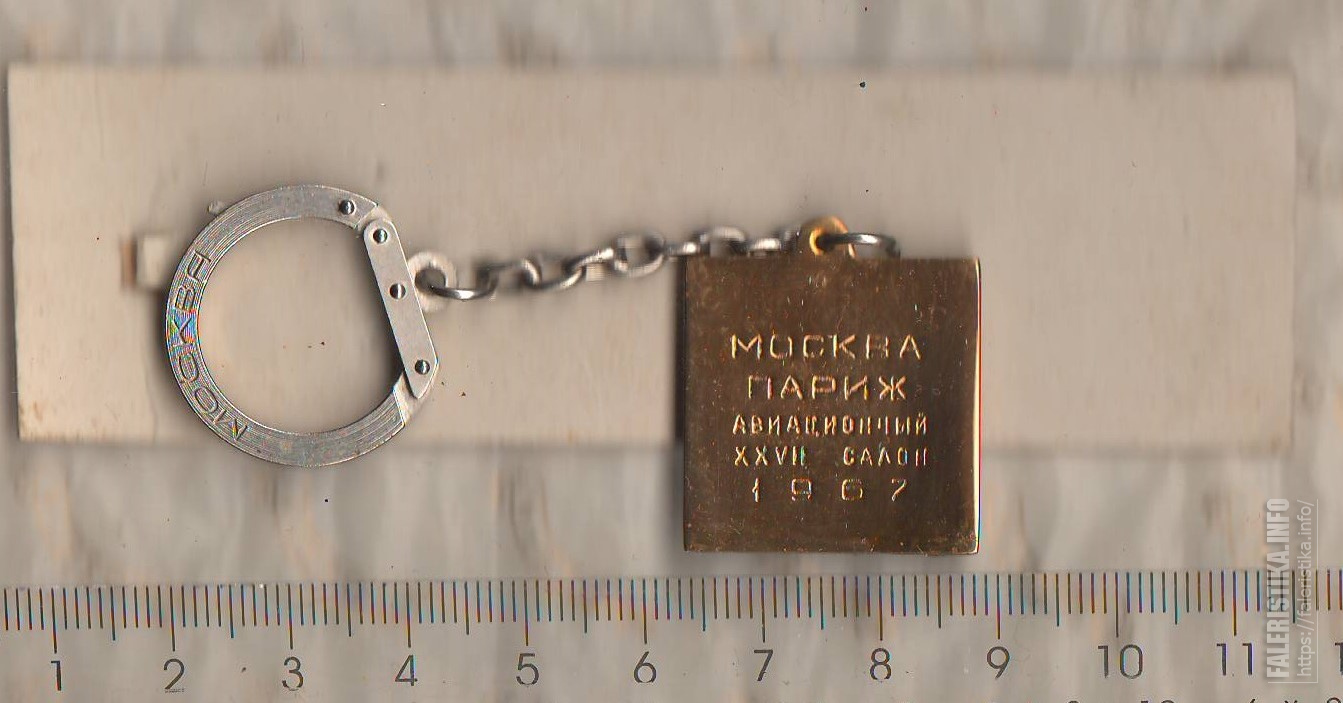 МОСКВА
МОСКВА
ПАРИЖ
АВИАЦИОННЫЙ
XXVII САЛОН
1967
1 2 3 4 5 6 7 8 9 10 11
FALERISTIKA.INFO
https://faleristika.info/